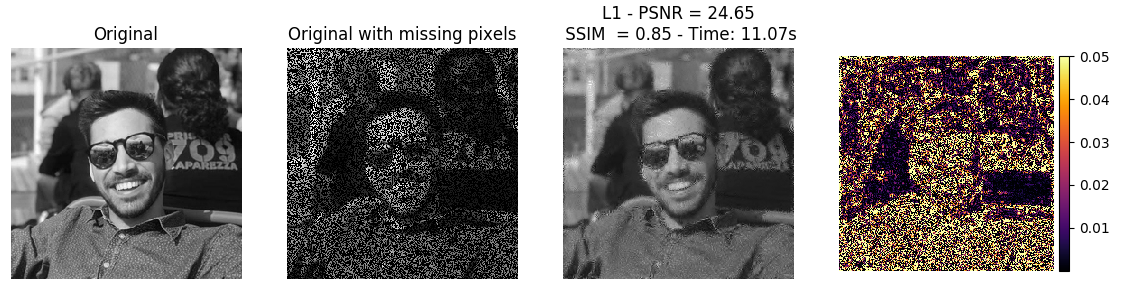 Original
Original with missing pixels
L1 - PSNR = 24.65
SSIM  = 0.85 - Time: 11.07s
0.05
0.04
0.03
0.02
0.01
709